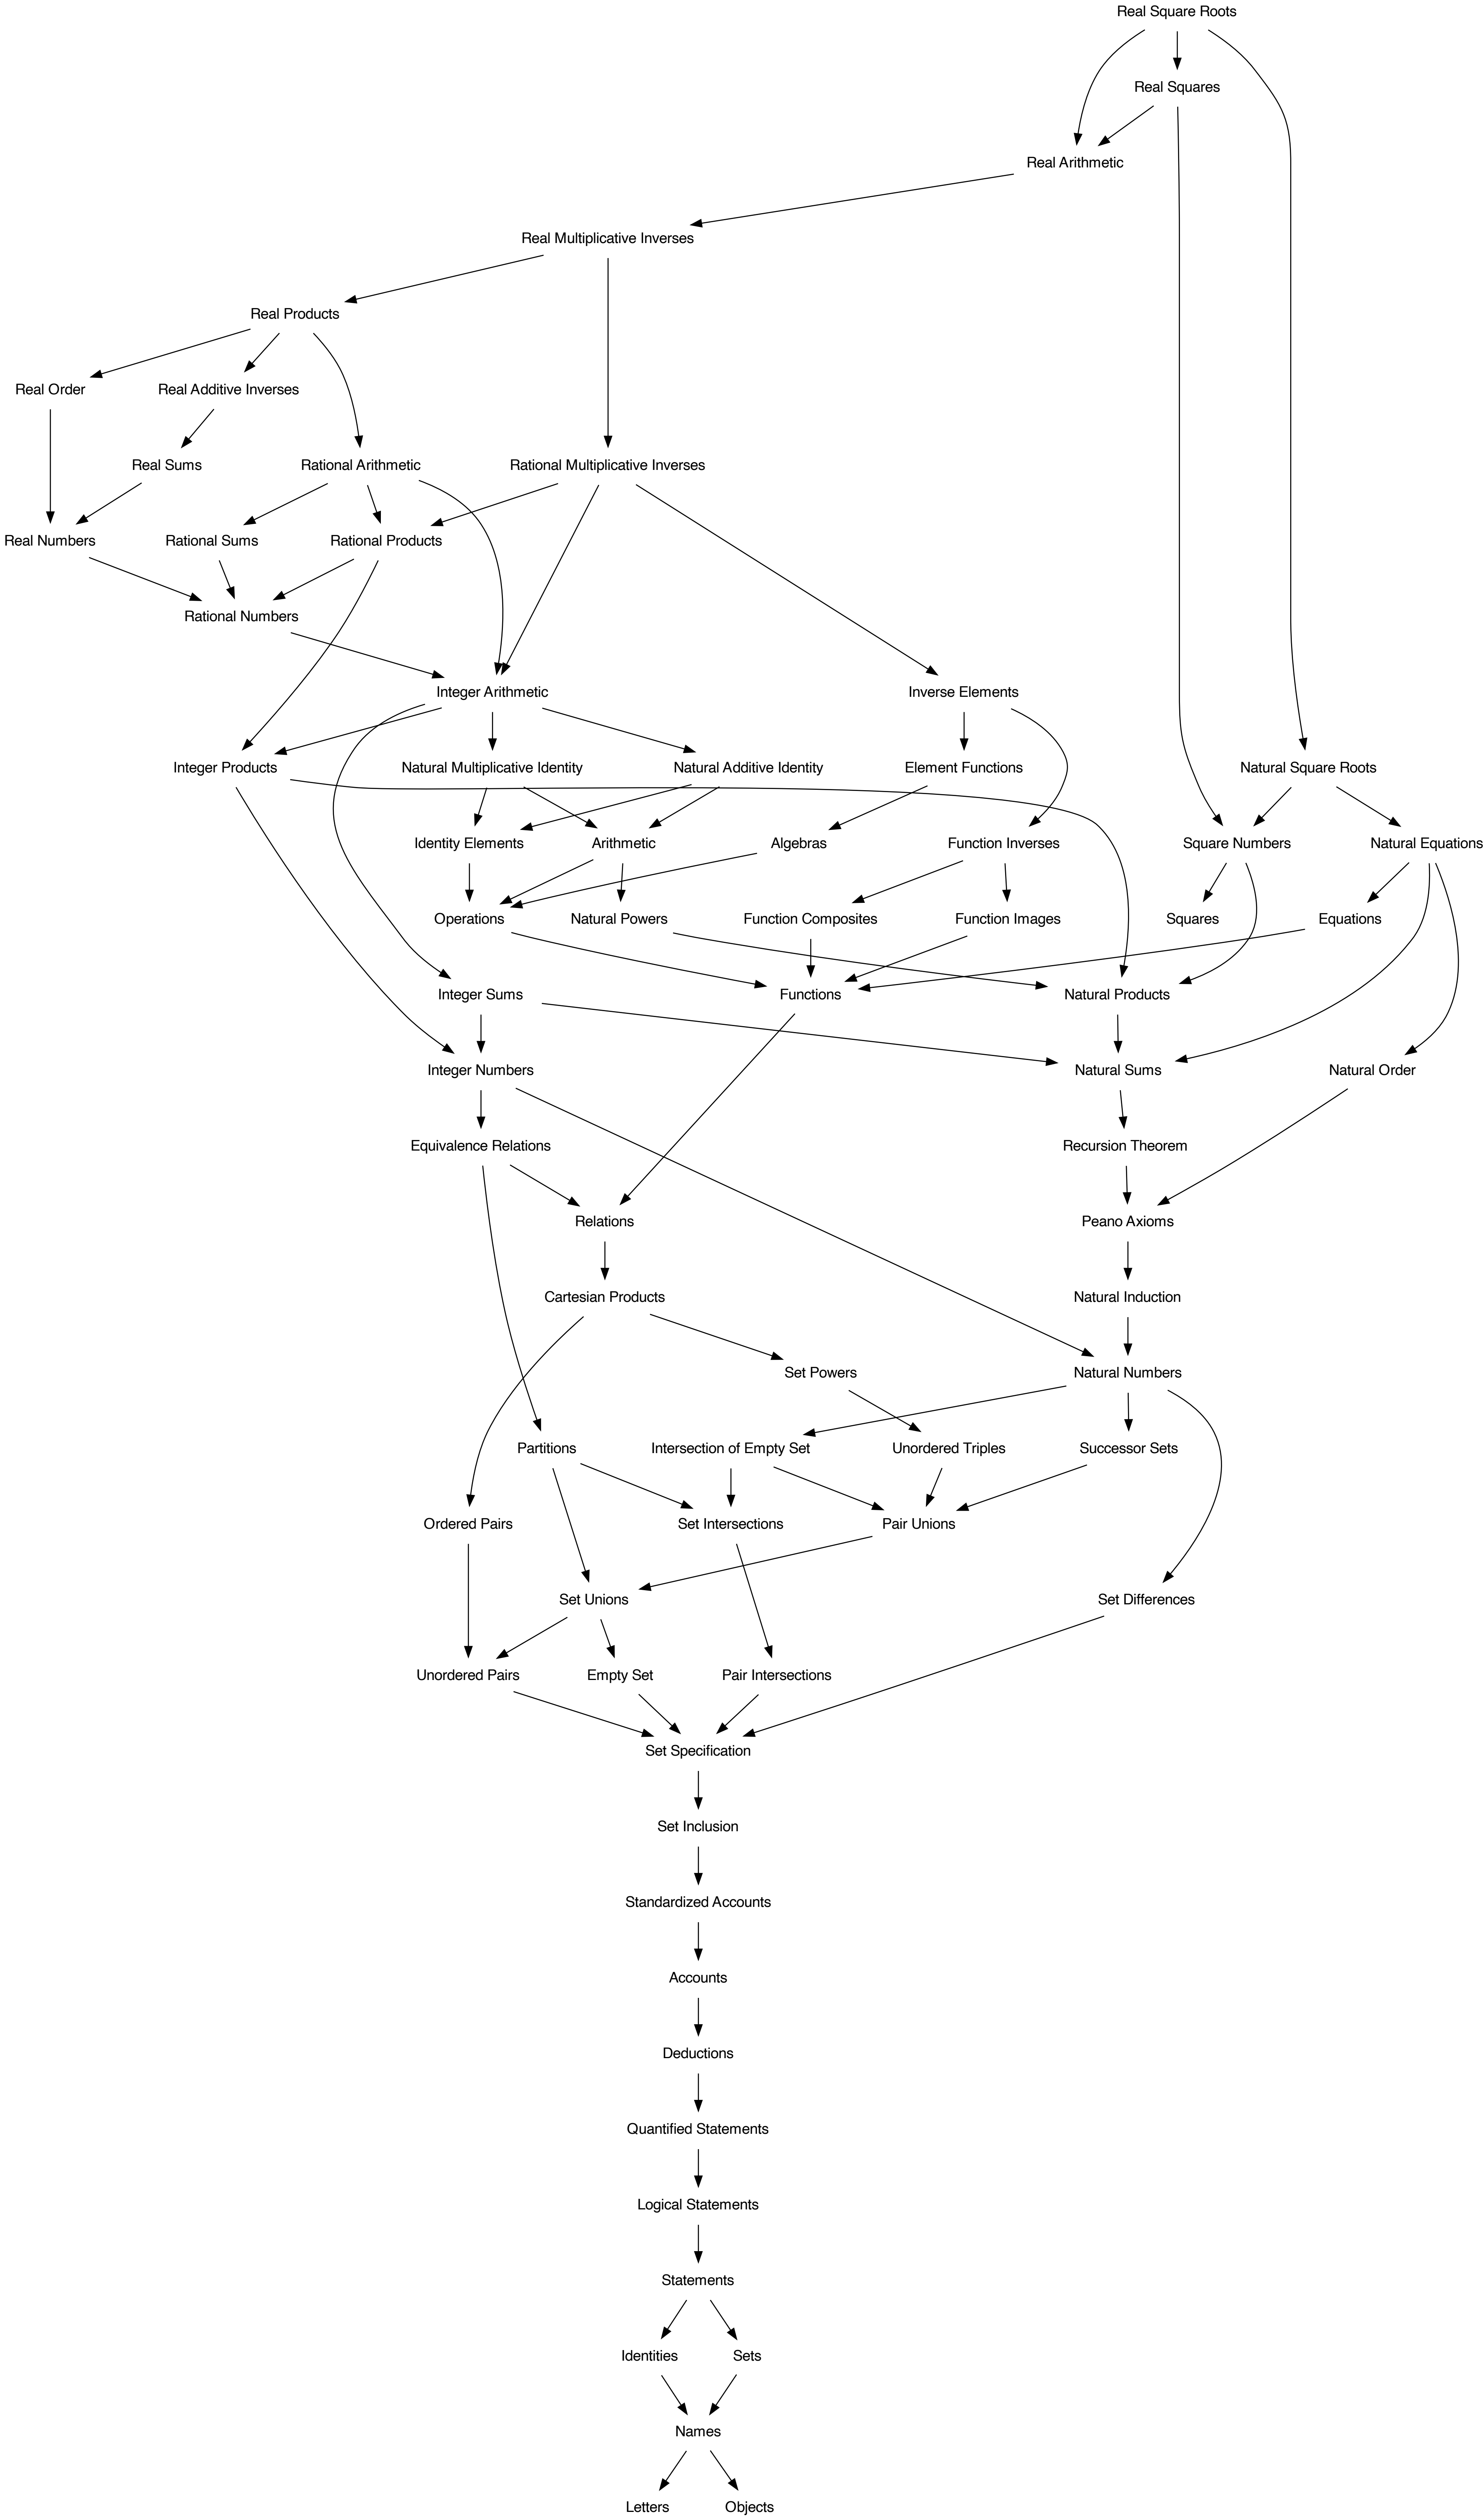 Real Square Roots
Real Squares
Real Arithmetic
Real Multiplicative Inverses
Real Products
Real Order
Real Additive Inverses
Real Sums
Rational Arithmetic
Rational Multiplicative Inverses
Real Numbers
Rational Sums
Rational Products
Rational Numbers
Integer Arithmetic
Inverse Elements
Integer Products
Natural Multiplicative Identity
Natural Additive Identity
Element Functions
Natural Square Roots
Identity Elements
Arithmetic
Algebras
Function Inverses
Square Numbers
Natural Equations
Operations
Natural Powers
Function Composites
Function Images
Squares
Equations
Integer Sums
Functions
Natural Products
Integer Numbers
Natural Sums
Natural Order
Equivalence Relations
Recursion Theorem
Relations
Peano Axioms
Cartesian Products
Natural Induction
Set Powers
Natural Numbers
Partitions
Intersection of Empty Set
Unordered Triples
Successor Sets
Ordered Pairs
Set Intersections
Pair Unions
Set Unions
Set Differences
Unordered Pairs
Empty Set
Pair Intersections
Set Specification
Set Inclusion
Standardized Accounts
Accounts
Deductions
Quantified Statements
Logical Statements
Statements
Identities
Sets
Names
Letters
Objects